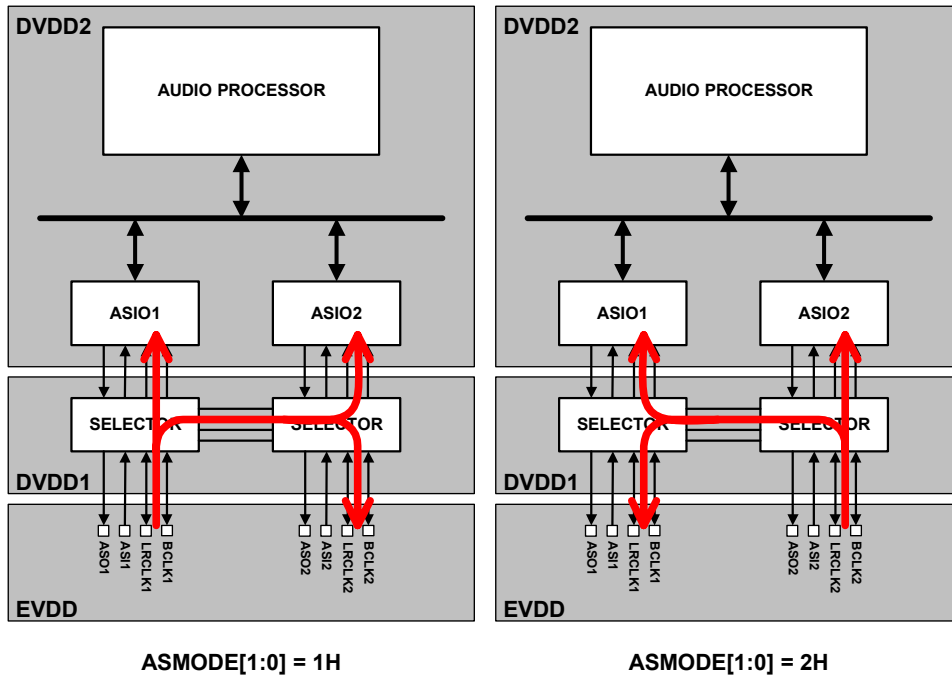 DVDD2
AUDIO PROCESSOR
ASIO1
ASIO2
SELECTOR
SELECTOR
DVDD1
ASO1
ASI1
LRCLK1
BCLK1
ASO2
ASI2
LRCLK2
BCLK2
EVDD
ASMODE[1:0] = 1H
DVDD2
AUDIO PROCESSOR
ASIO1
ASIO2
SELECTOR
SELECTOR
DVDD1
ASO1
ASI1
LRCLK1
BCLK1
ASO2
ASI2
LRCLK2
BCLK2
EVDD
ASMODE[1:0] = 2H